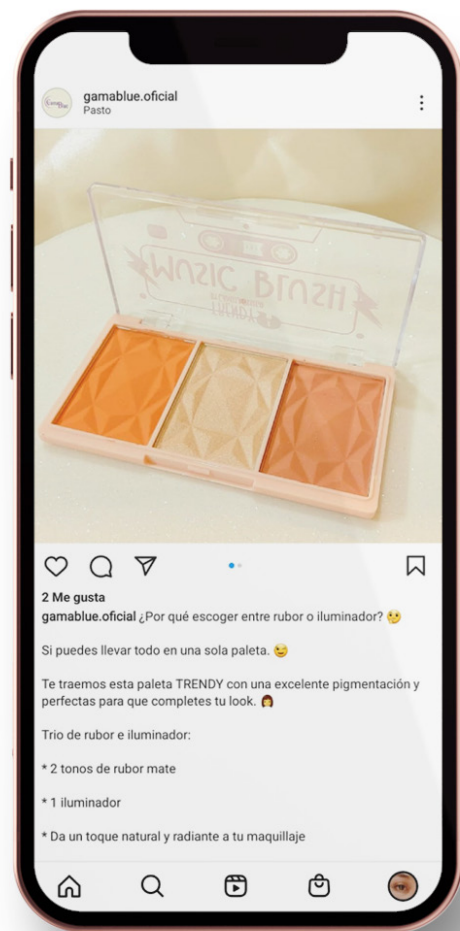 gamablue.oficial
Pasto
MUSIC BLUSH
TRENDY
2 Me gusta
gamablue.oficial ¿Por qué escoger entre rubor o iluminador? 🤔
Si puedes llevar todo en una sola paleta. 😉
Te traemos esta paleta TRENDY con una excelente pigmentación y
perfectas para que completes tu look. 👩
Trio de rubor e iluminador:
* 2 tonos de rubor mate
* 1 iluminador
* Da un toque natural y radiante a tu maquillaje